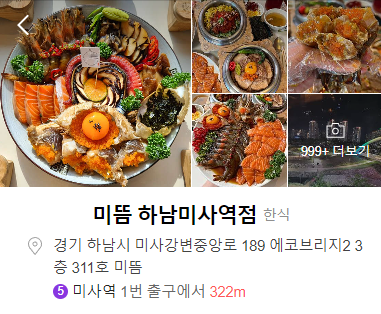 999+ 더보기
미뜸 하남미사역점 한식
경기 하남시 미사강변중앙로 189 에코브리지2 3
층 311호 미뜸
5 미사역 1번 출구에서 322m